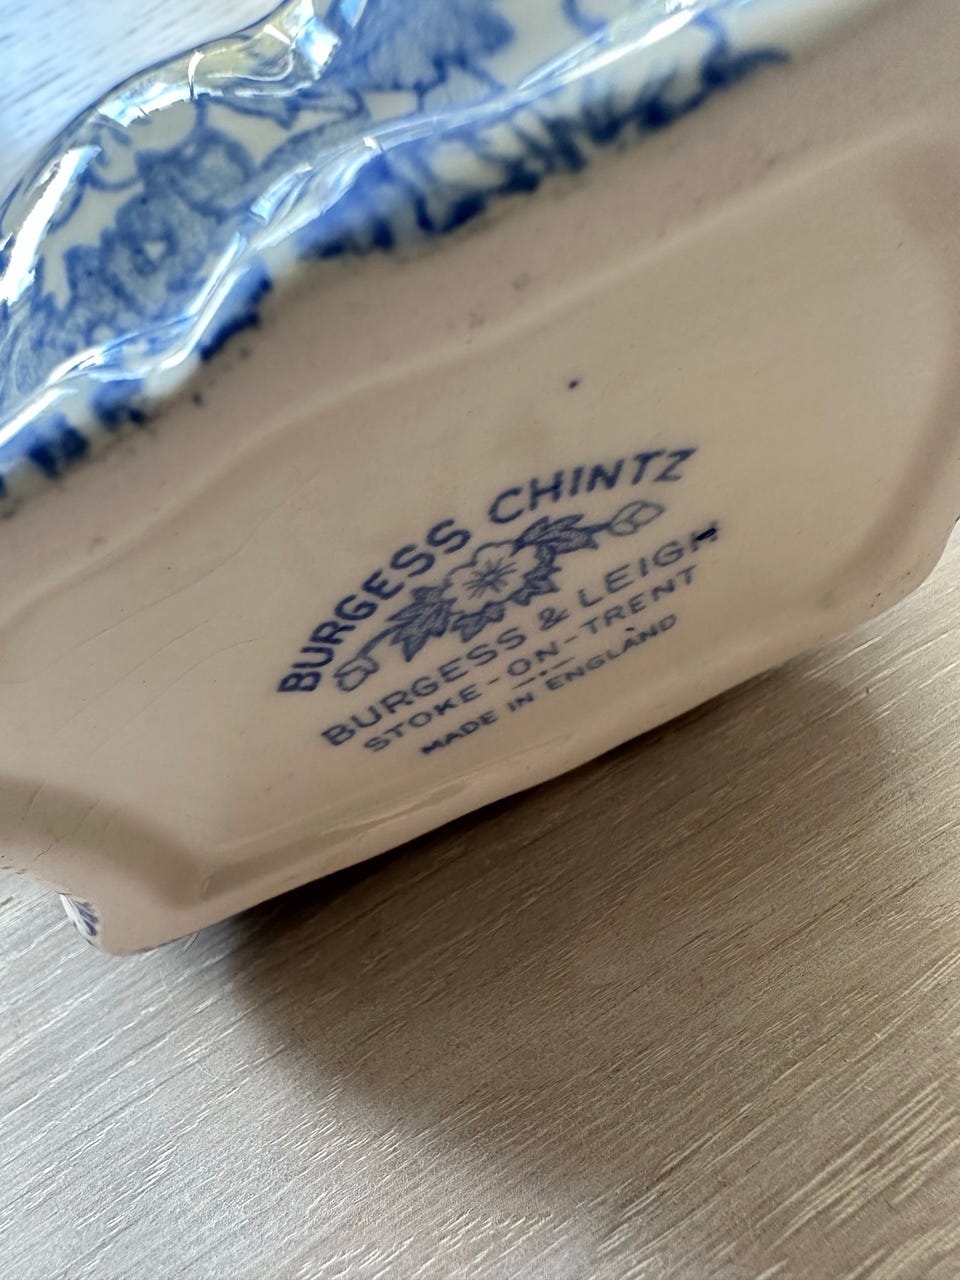 BURGESS CHINTZ
BURGESS & LEIGH
STOKE-ON-TRENT
MADE IN ENGLAND